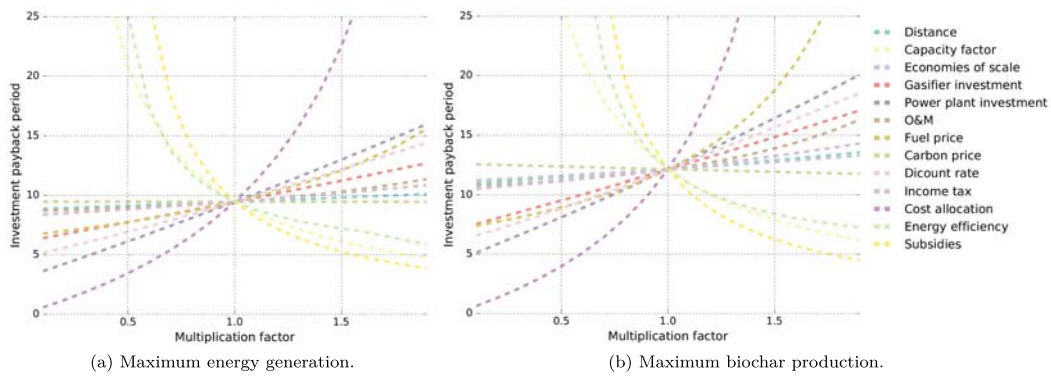 25
20
15
10
5
0
Investment payback period
0.5
1.0
1.5
Multiplication factor
(a) Maximum energy generation.
25
20
15
10
5
0
Investment payback period
0.5
1.0
1.5
Multiplication factor
(b) Maximum biochar production.
Distance
Capacity factor
Economies of scale
Gasifier investment
Power plant investment
O&M
Fuel price
Carbon price
Dicount rate
Income tax
Cost allocation
Energy efficiency
Subsidies